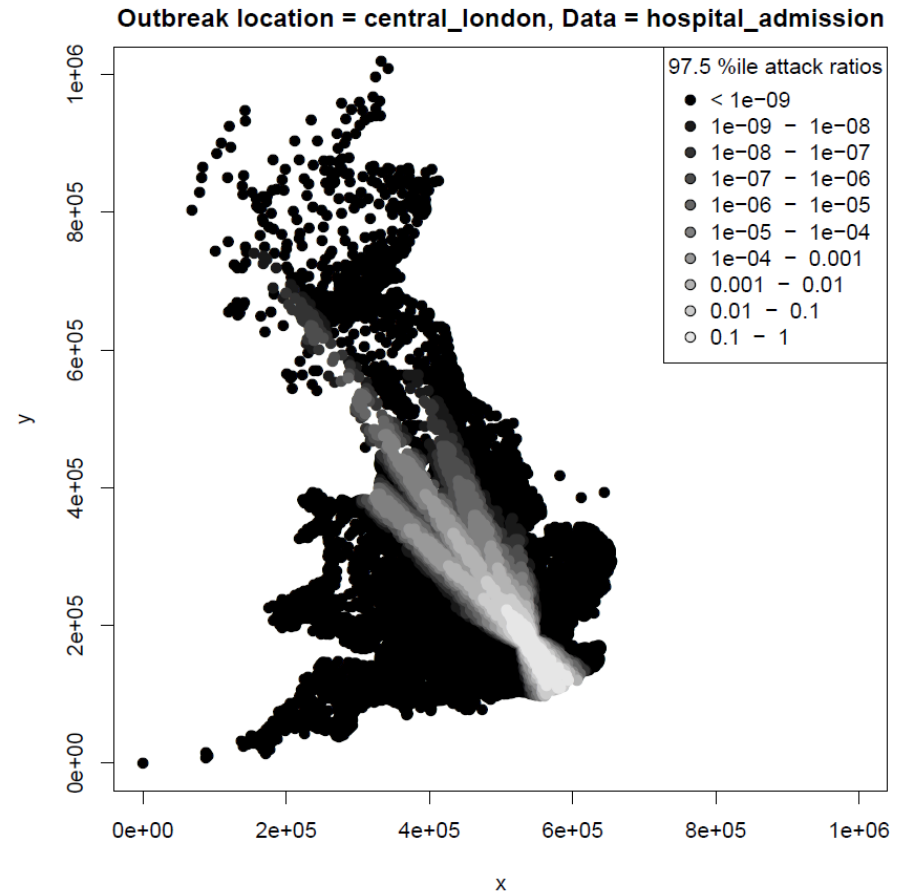 Outbreak location = central_london, Data = hospital_admission
97.5 %ile attack ratios
< 1e−09
1e−09 − 1e−08
1e−08 − 1e−07
1e−07 − 1e−06
1e−06 − 1e−05
1e−05 − 1e−04
1e−04 − 0.001
0.001 − 0.01
0.01 − 0.1
0.1 − 1
1e+06
8e+05
6e+05
4e+05
2e+05
0e+00
y
0e+00 2e+05 4e+05 6e+05 8e+05 1e+06
x